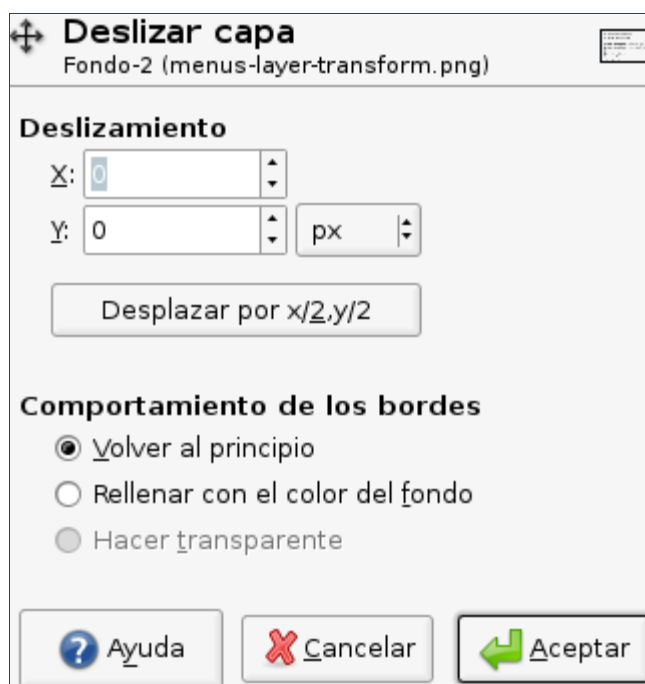 Deslizar capa
Fondo-2 (menus-layer-transform.png)
Deslizamiento
X: 0
Y: 0 px
Desplazar por x/2,y/2
Comportamiento de los bordes
Volver al principio
Rellenar con el color del fondo
Hacer transparente
Ayuda Cancelar Aceptar